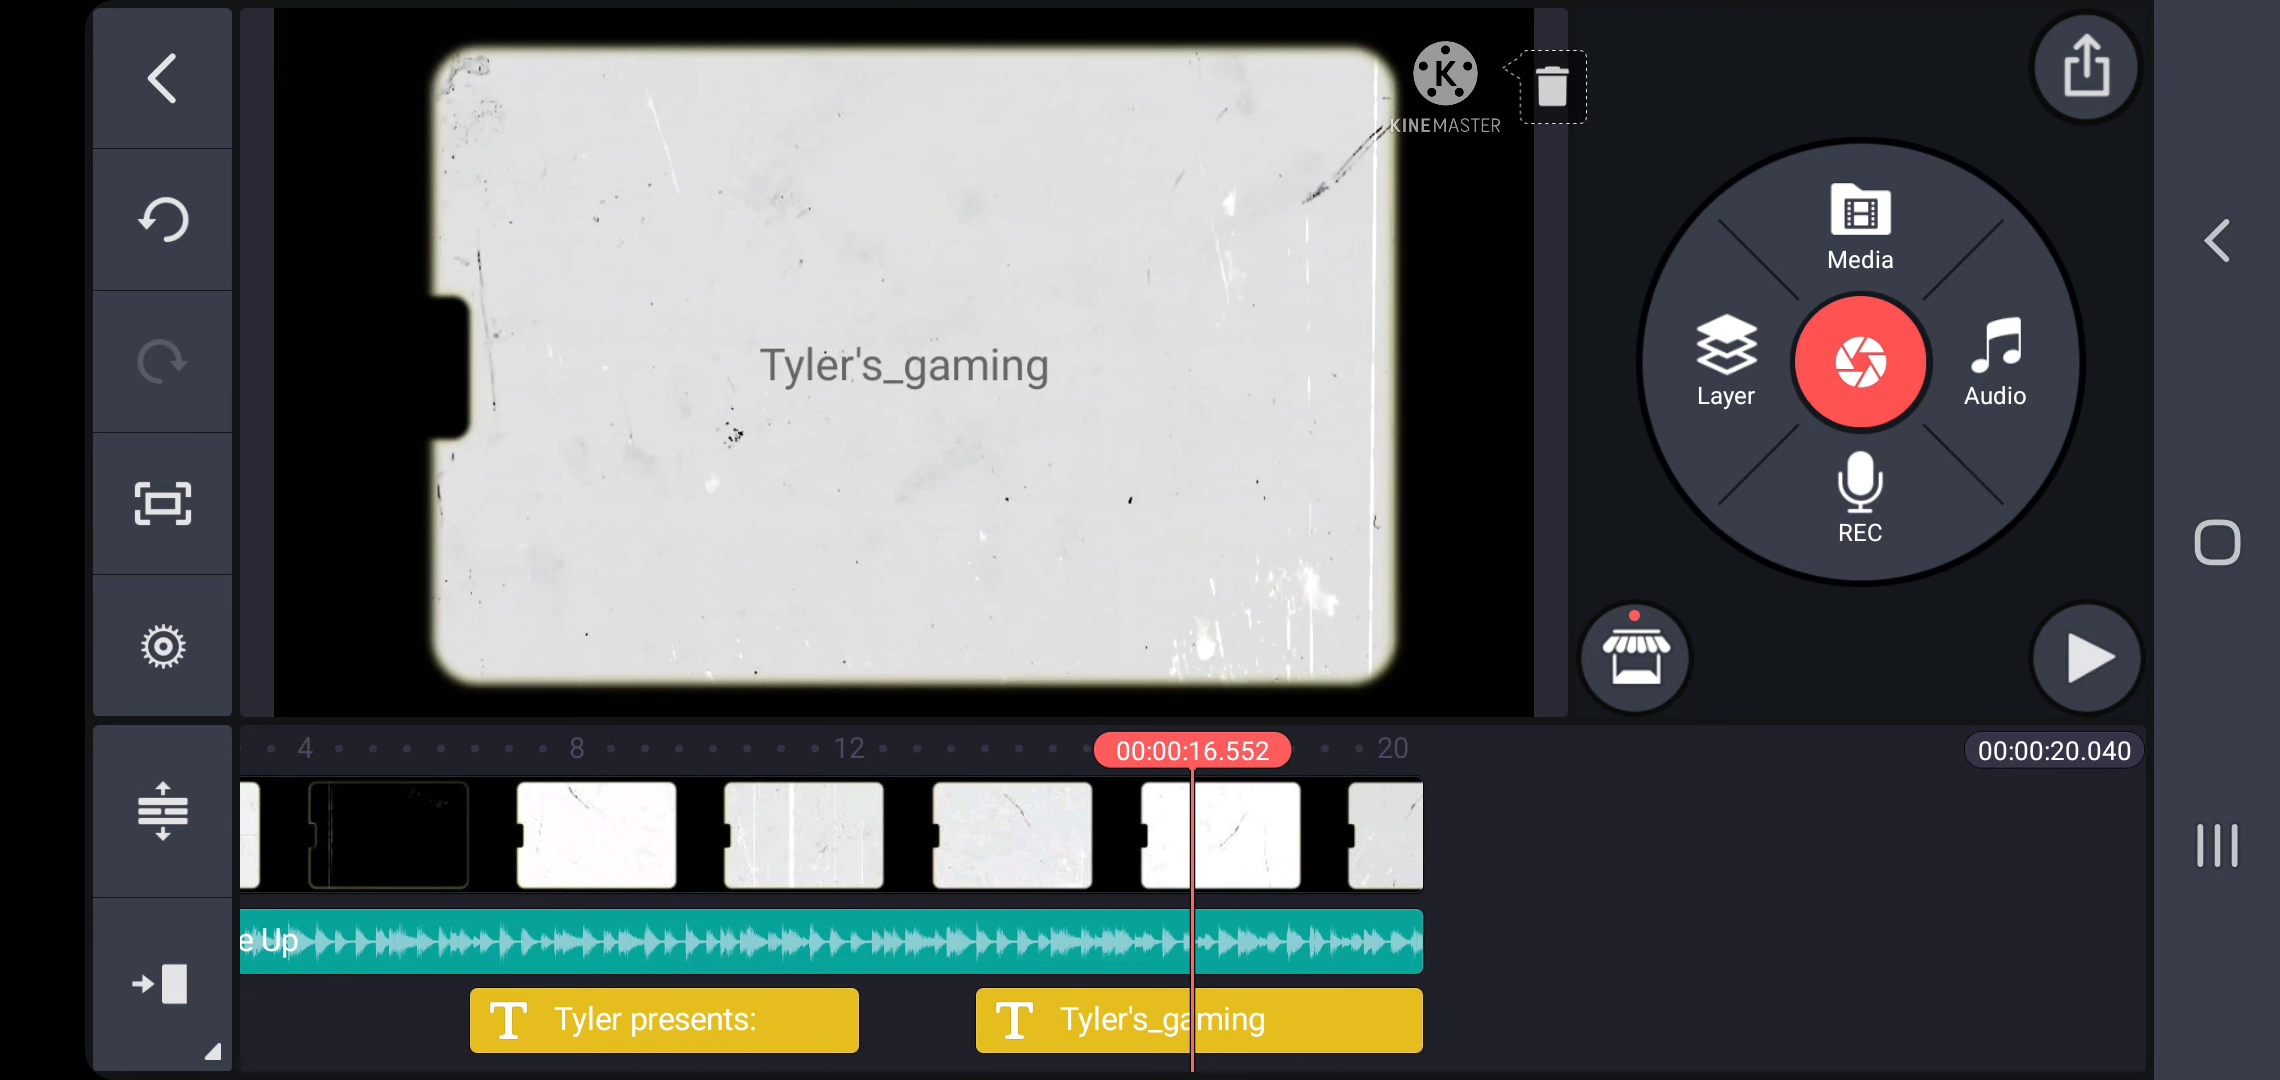 KINEMASTER
Tyler's_gaming
Media
Layer
Audio
REC
4
8
12
00:00:16.552
20
00:00:20.040
e Up
Tyler presents:
Tyler's_gaming